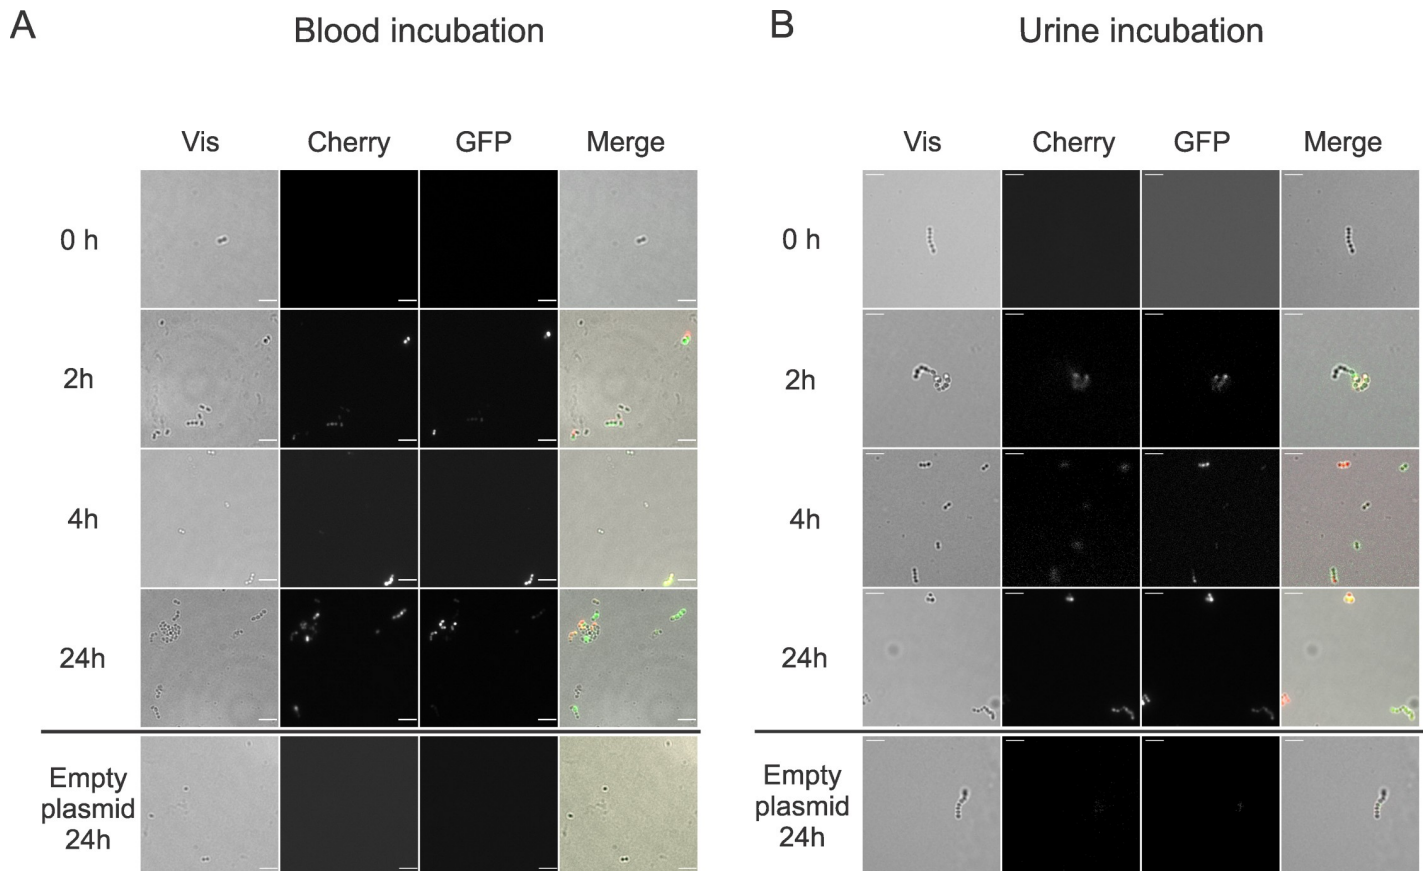 A
Blood incubation
Vis Cherry GFP Merge
0 h
2h
4h
24h
Empty
plasmid
24h
B
Urine incubation
Vis Cherry GFP Merge
0 h
2h
4h
24h
Empty
plasmid
24h